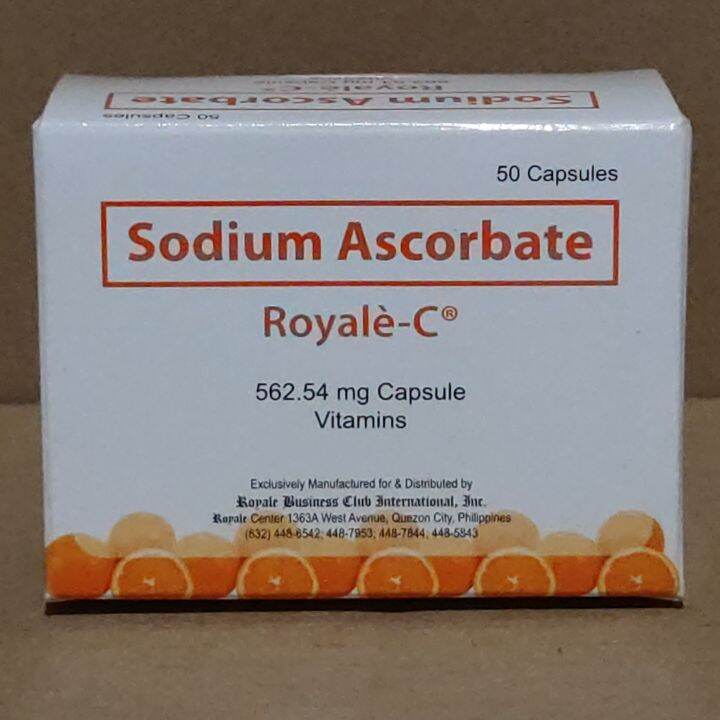 50 Capsules
Sodium Ascorbate
Royalè-C®
50 Capsules
Sodium Ascorbate
Royalè-C®
562.54 mg Capsule
Vitamins
Exclusively Manufactured for & Distributed by
Royale Business Club International, Inc.
Royale Center 1363A West Avenue, Quezon City, Philippines
(632) 448-6542; 448-7953; 448-7844; 448-5843